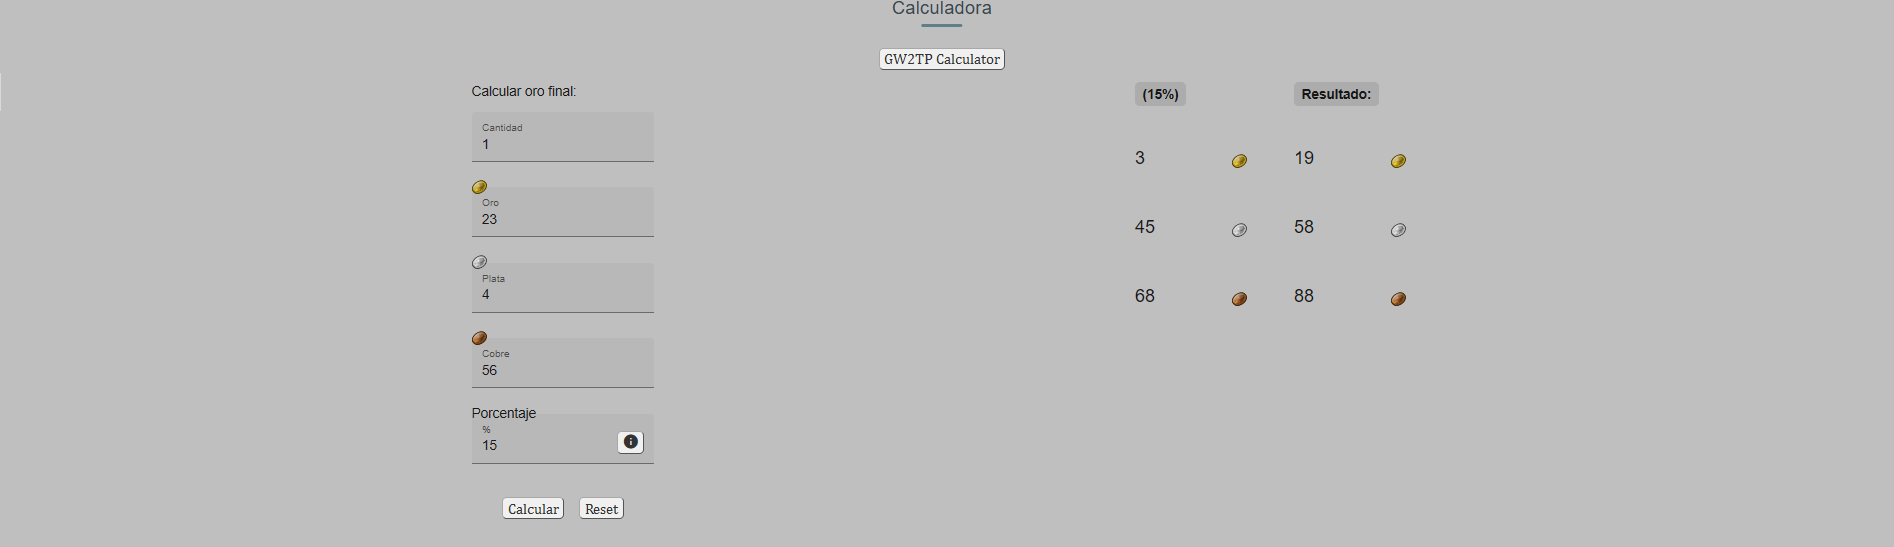 Calculadora
GW2TP Calculator
Calcular oro final:
Cantidad
1
Oro
23
Plata
4
Cobre
56
Porcentaje
%
15
Calcular Reset
(15%) Resultado:
3 19
45 58
68 88